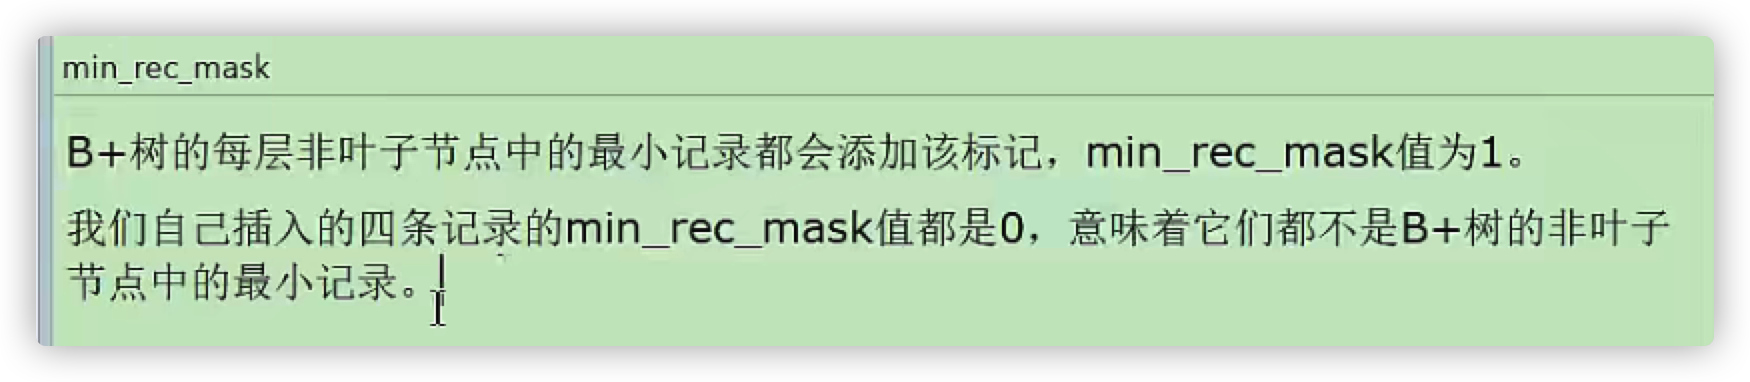 min_rec_mask
B+树的每层非叶子节点中的最小记录都会添加该标记，min_rec_mask值为1。
我们自己插入的四条记录的min_rec_mask值都是0，意味着它们都不是B+树的非叶子
节点中的最小记录。